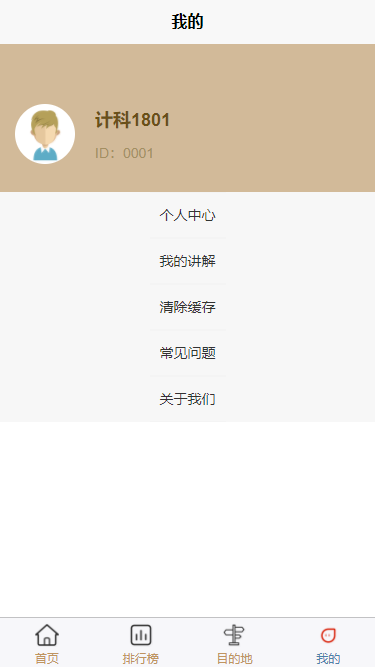 我的
计科1801
ID：0001
个人中心
我的讲解
清除缓存
常见问题
关于我们
首页
排行榜
目的地
我的